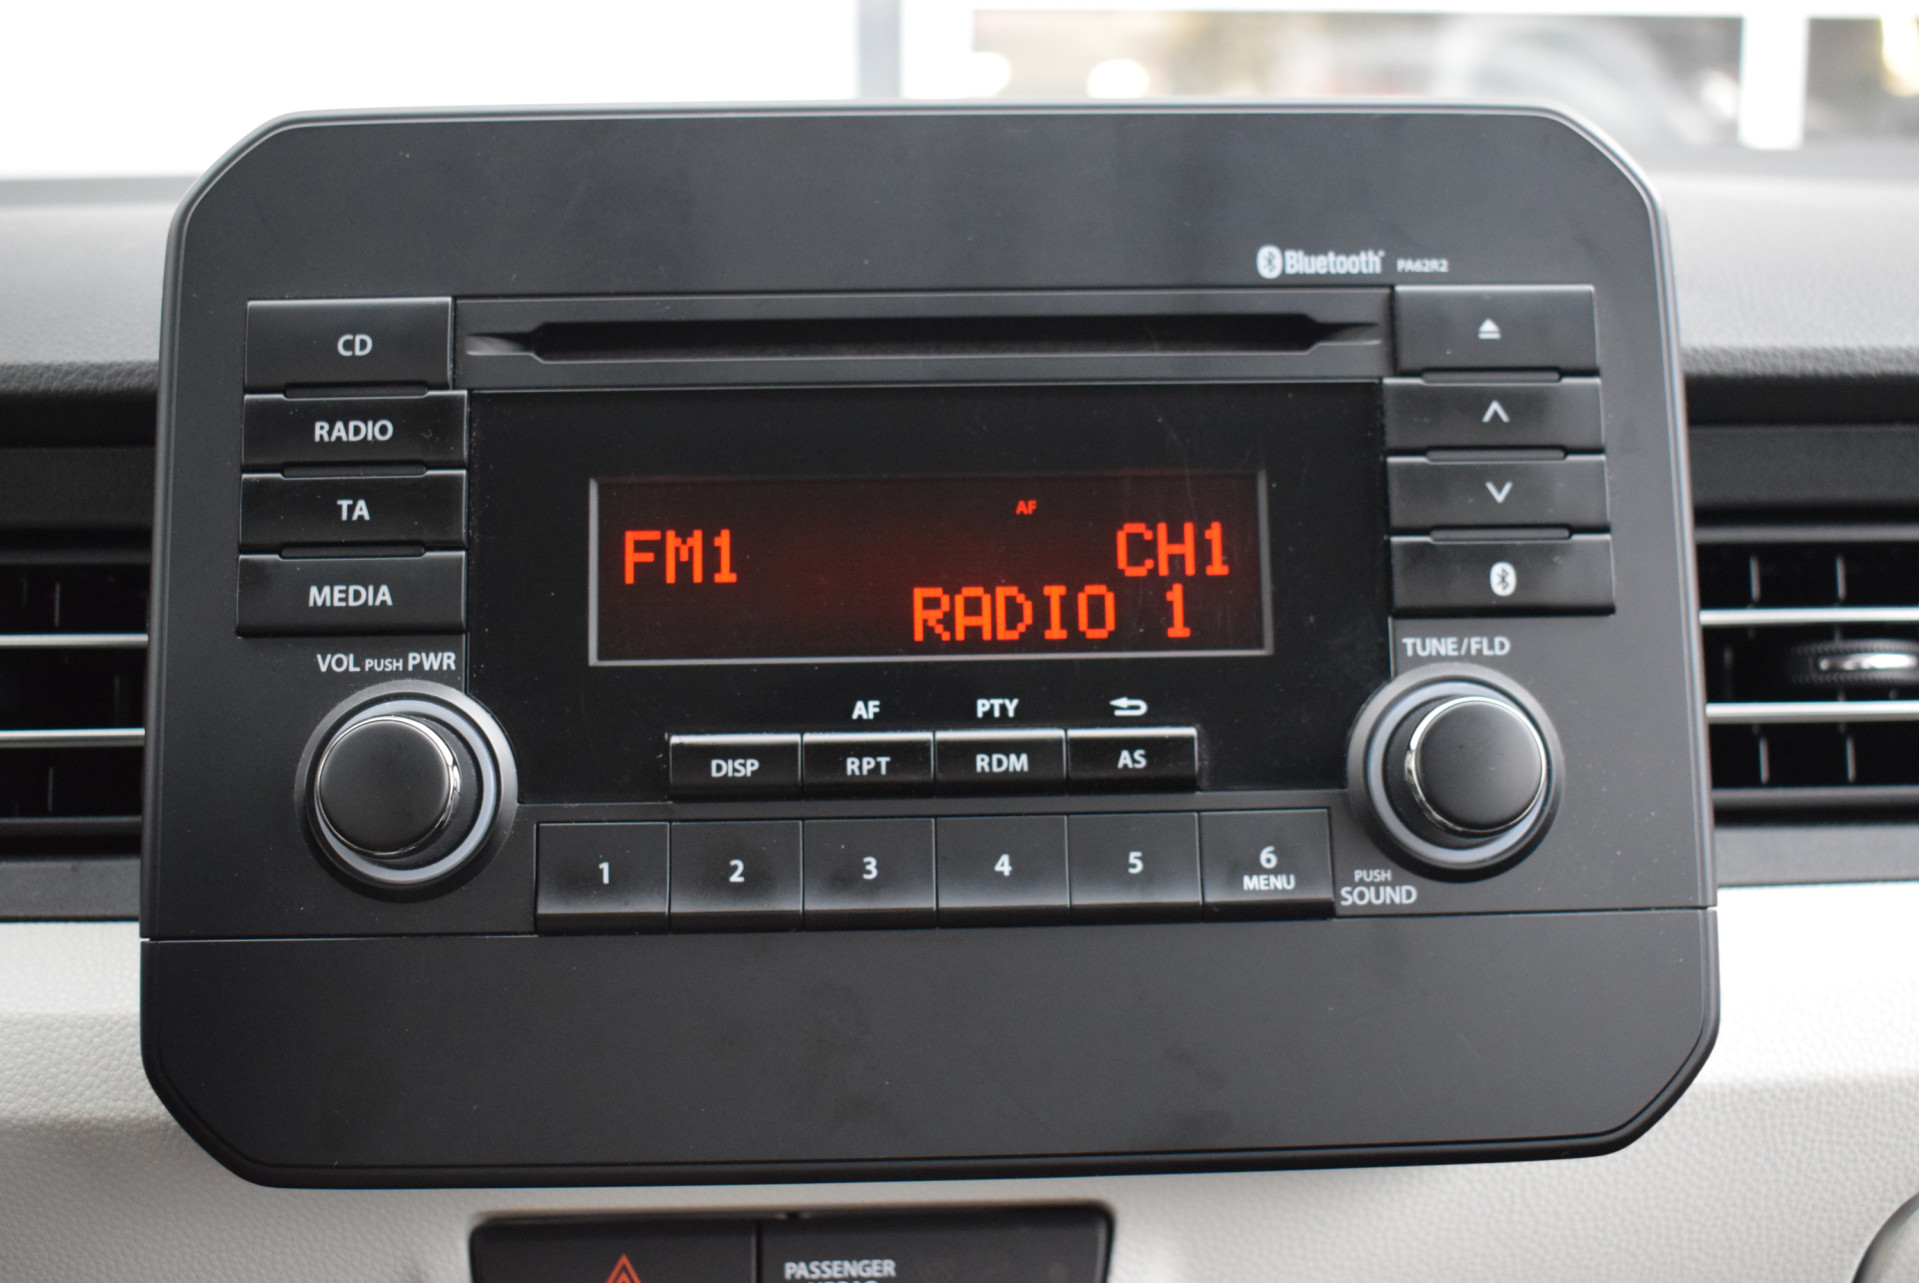 Bluetooth PA62R2
CD
RADIO
TA
MEDIA
VOL PUSH PWR
AF
FM1 CH1
RADIO 1
TUNE/FLD
AF PTY
DISP RPT RDM AS
1 2 3 4 5 6
MENU
PUSH
SOUND
PASSENGER